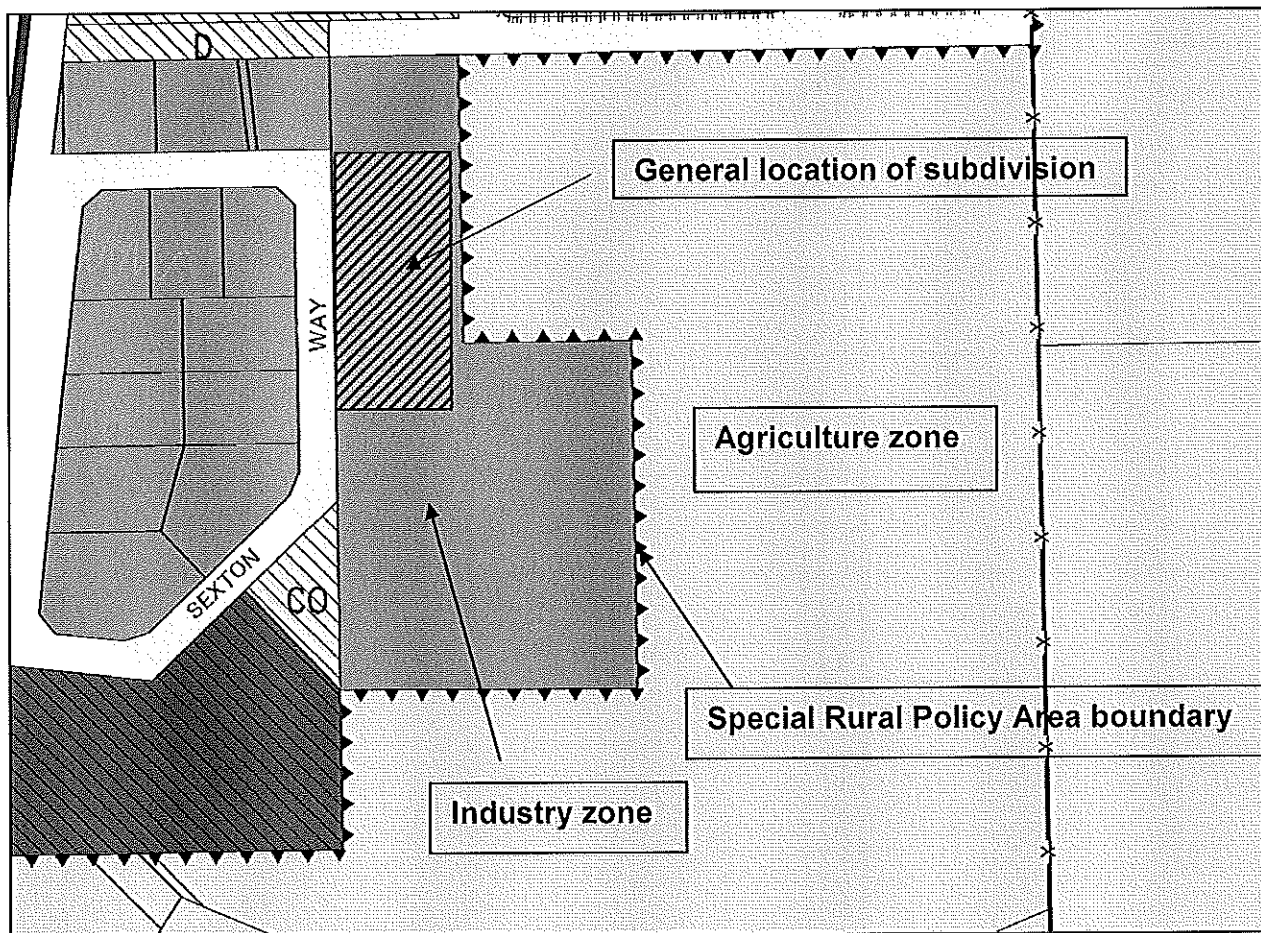 D
General location of subdivision
WAY
Agriculture zone
SEXTON
CO
Special Rural Policy Area boundary
Industry zone